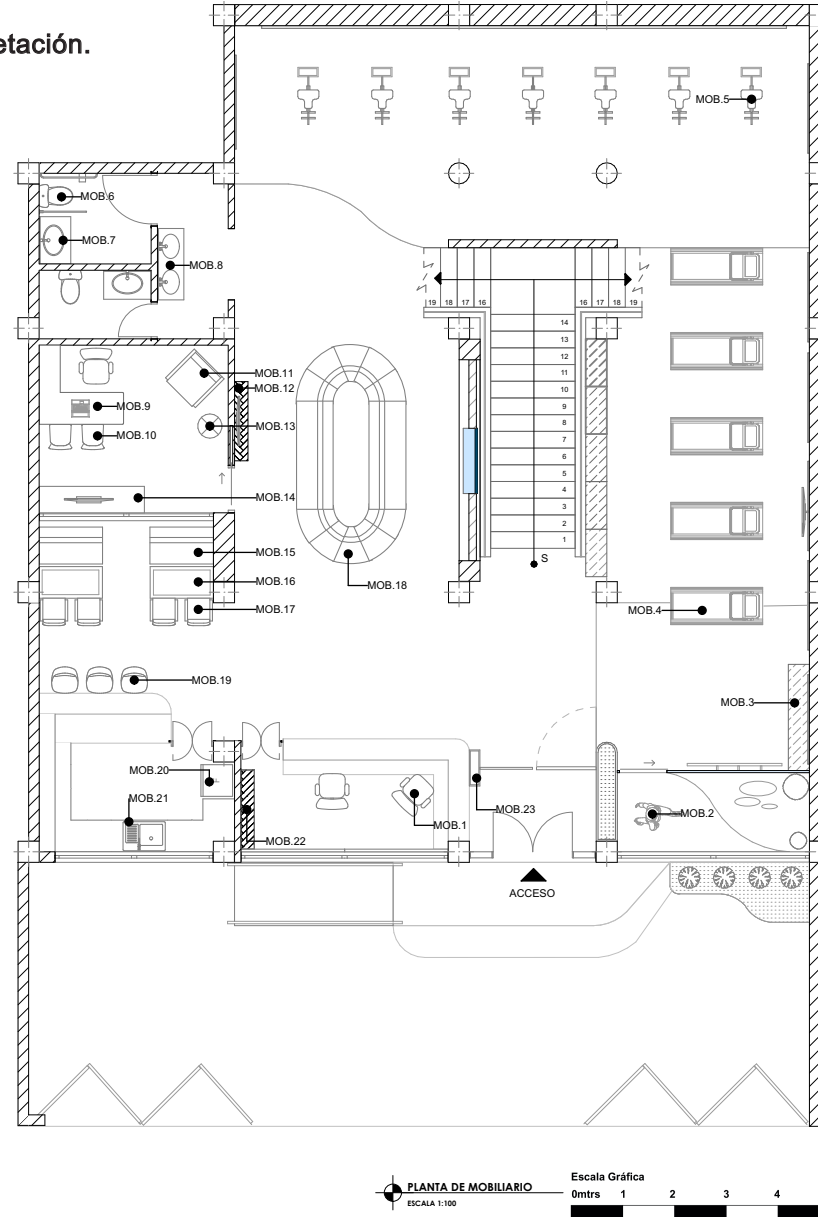 etación.
MOB.5
MOB.6
MOB.7
MOB.8
19 18 17 16
16 17 18 19
14
13
12
11
10
9
8
7
6
5
4
3
2
1
S
MOB.11
MOB.12
MOB.9
MOB.13
MOB.10
MOB.14
MOB.15
MOB.16
MOB.18
MOB.17
MOB.4
MOB.19
MOB.3
MOB.20
MOB.21
MOB.23
MOB.2
MOB.1
MOB.22
ACCESO
PLANTA DE MOBILIARIO
ESCALA 1:100
Escala Gráfica
0mtrs 1 2 3 4